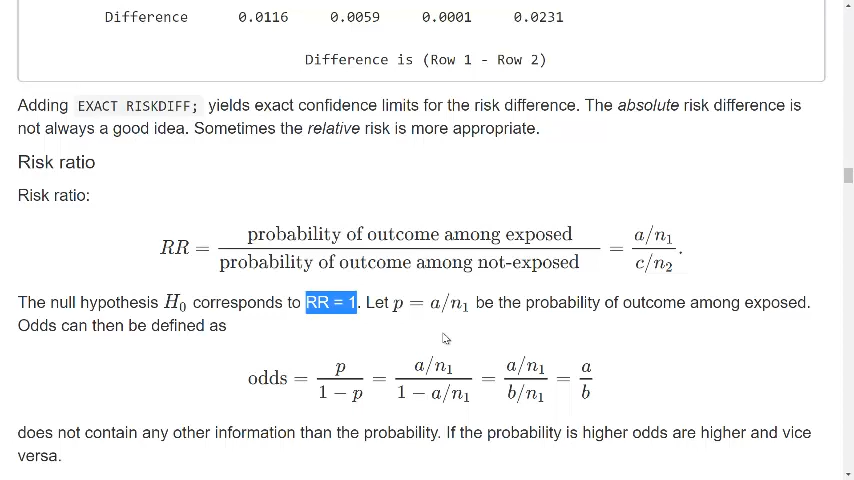 Difference 0.0116 0.0059 0.0001 0.0231
Difference is (Row 1 - Row 2)
Adding EXACT RISKDIFF; yields exact confidence limits for the risk difference. The absolute risk difference is
not always a good idea. Sometimes the relative risk is more appropriate.
Risk ratio
Risk ratio:
RR = probability of outcome among exposed / probability of outcome among not-exposed = a/n₁ / c/n₂ .
The null hypothesis H₀ corresponds to RR = 1. Let p = a/n₁ be the probability of outcome among exposed.
Odds can then be defined as
odds = p / 1 − p = a/n₁ / 1 − a/n₁ = a/n₁ / b/n₁ = a / b
does not contain any other information than the probability. If the probability is higher odds are higher and vice
versa.